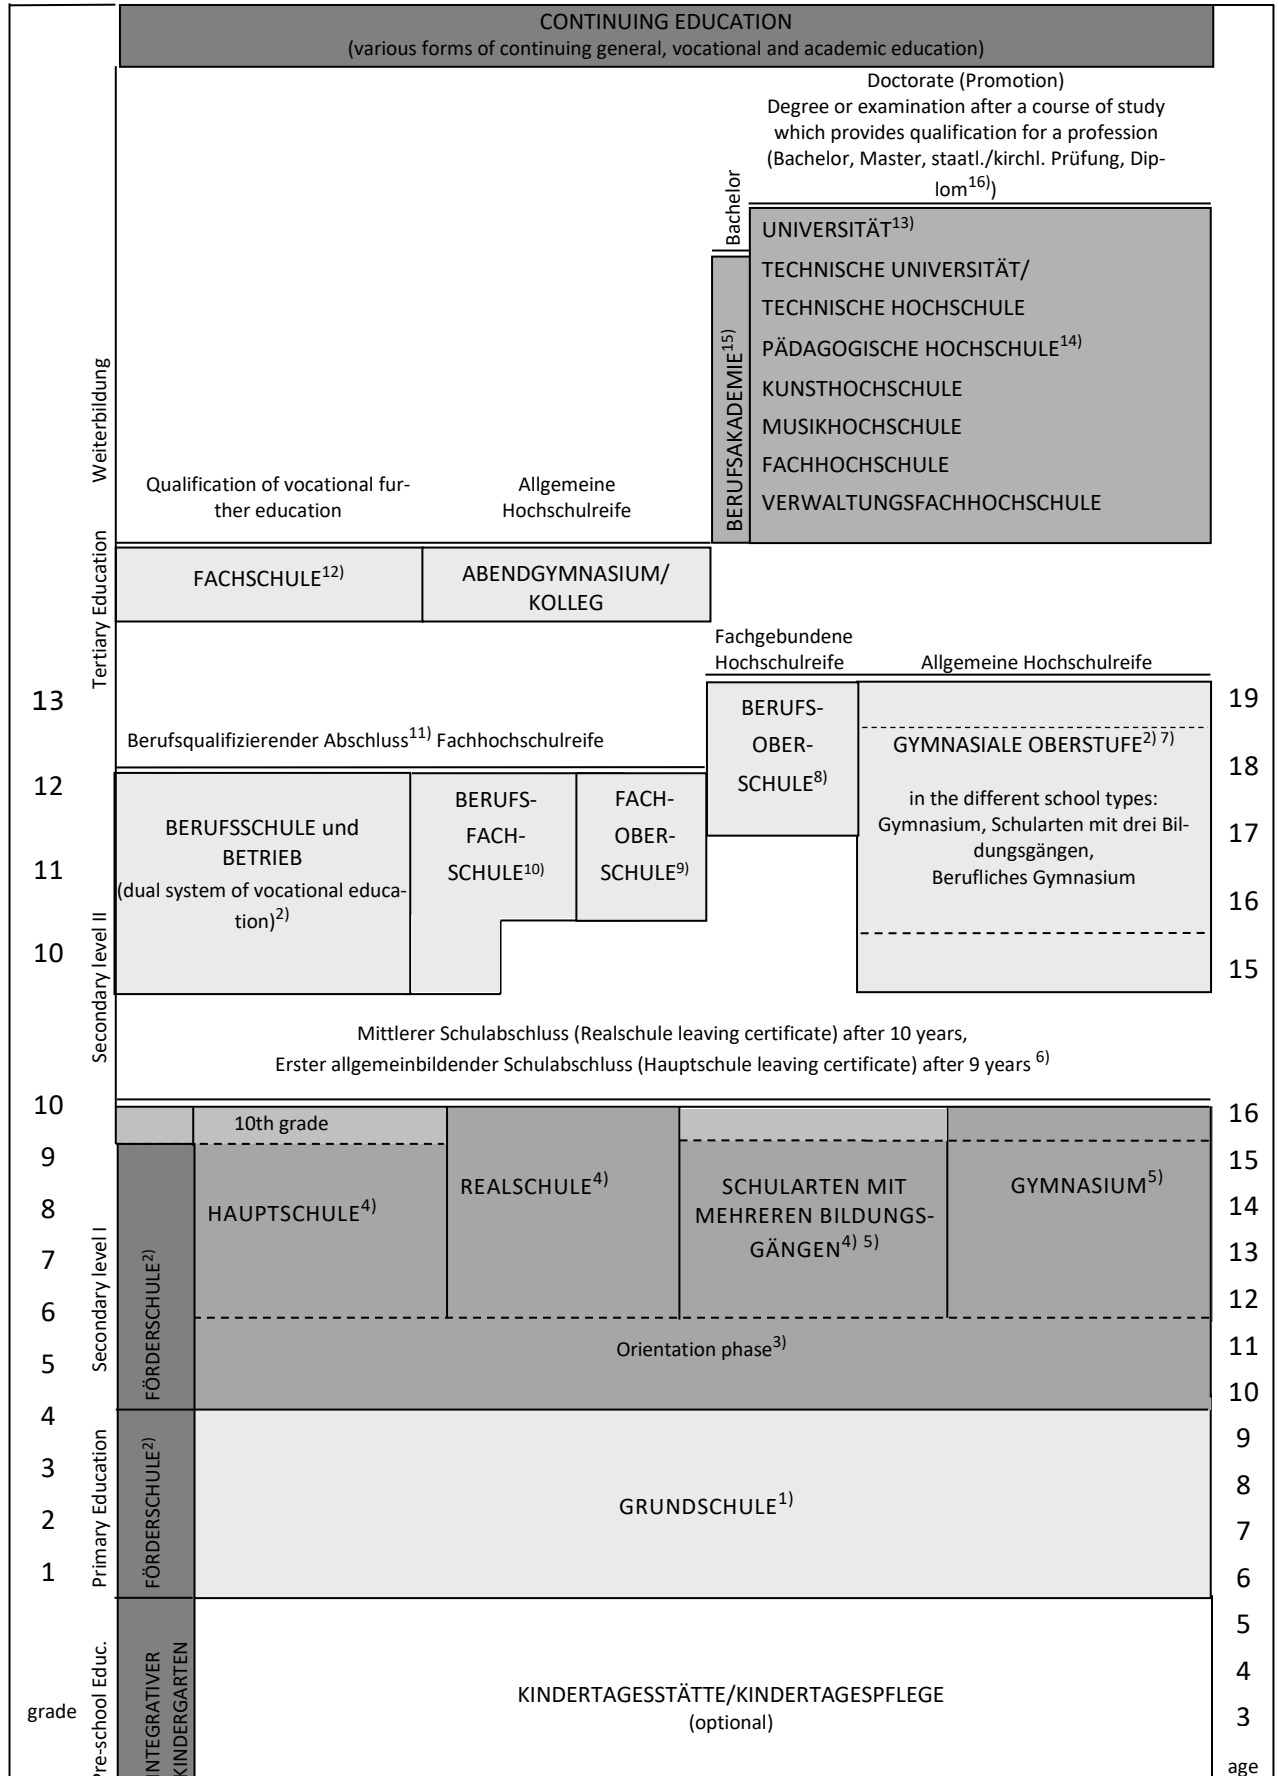 CONTINUING EDUCATION
(various forms of continuing general, vocational and academic education)
Doctorate (Promotion)
Degree or examination after a course of study
which provides qualification for a profession
(Bachelor, Master, staatl./kirchl. Prüfung, Dip-
lom16))
Bachelor
UNIVERSITÄT13)
TECHNISCHE UNIVERSITÄT/
TECHNISCHE HOCHSCHULE
PÄDAGOGISCHE HOCHSCHULE14)
KUNSTHOCHSCHULE
MUSIKHOCHSCHULE
FACHHOCHSCHULE
VERWALTUNGSFACHHOCHSCHULE
BERUFSAKADEMIE15)
Weiterbildung
Qualification of vocational fur-
ther education
Allgemeine
Hochschulreife
Tertiary Education
FACHSCHULE12)
ABENDGYMNASIUM/
KOLLEG
Fachgebundene
Hochschulreife
Allgemeine Hochschulreife
13
19
Berufsqualifizierender Abschluss11) Fachhochschulreife
BERUFS-
OBER-
SCHULE8)
GYMNASIALE OBERSTUFE2) 7)
in the different school types:
Gymnasium, Schularten mit drei Bil-
dungsgängen,
Berufliches Gymnasium
18
12
17
BERUFSSCHULE und
BETRIEB
(dual system of vocational educa-
tion)2)
BERUFS-
FACH-
SCHULE10)
FACH-
OBER-
SCHULE9)
11
16
10
15
Secondary level II
Mittlerer Schulabschluss (Realschule leaving certificate) after 10 years,
Erster allgemeinbildender Schulabschluss (Hauptschule leaving certificate) after 9 years 6)
10
16
10th grade
9
15
HAUPTSCHULE4)
REALSCHULE4)
SCHULARTEN MIT
MEHREREN BILDUNGS-
GÄNGEN4) 5)
GYMNASIUM5)
8
14
7
13
6
12
Secondary level I
FÖRDERSCHULE2)
Orientation phase3)
5
11
10
4
9
Primary Education
FÖRDERSCHULE2)
GRUNDSCHULE1)
3
8
2
7
1
6
5
4
Pre-school Educ.
INTEGRATIVER
KINDERGARTEN
KINDERTAGESSTÄTTE/KINDERTAGESPFLEGE
(optional)
grade
3
age